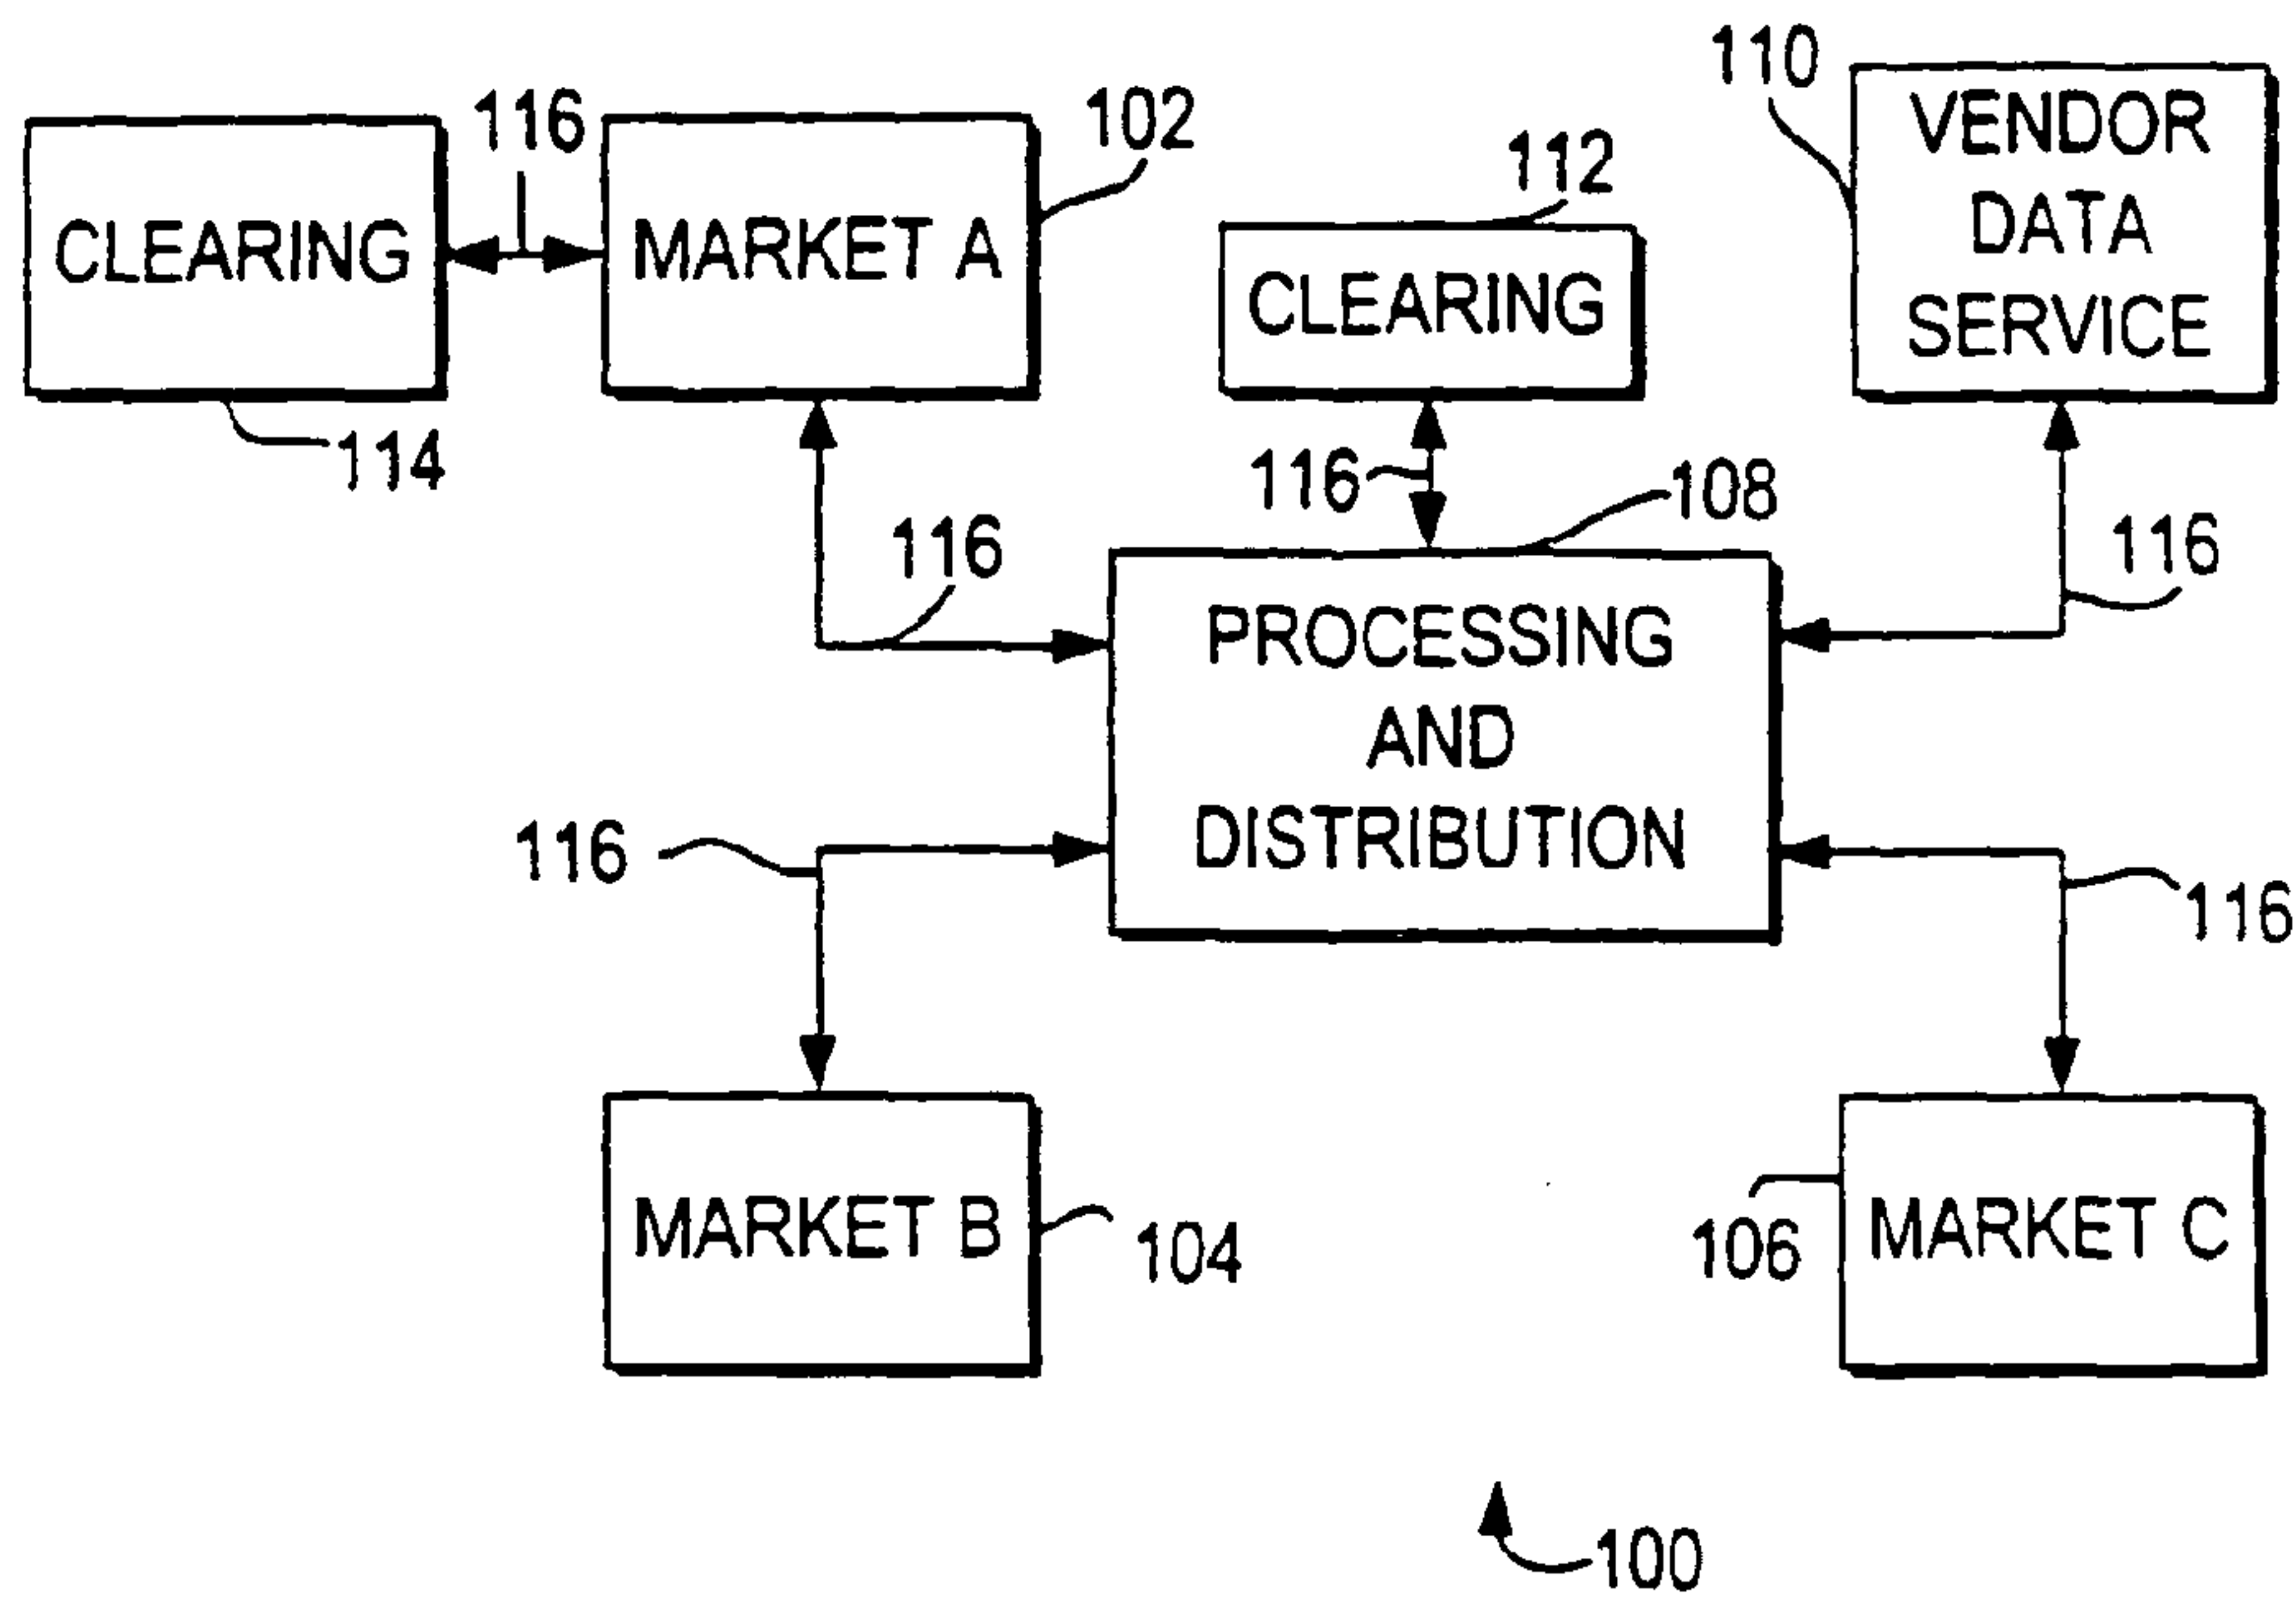 110
VENDOR
DATA
SERVICE
116
102
112
CLEARING
MARKET A
CLEARING
114
116
108
116
116
PROCESSING
AND
DISTRIBUTION
116
116
MARKET B
104
106
MARKET C
100